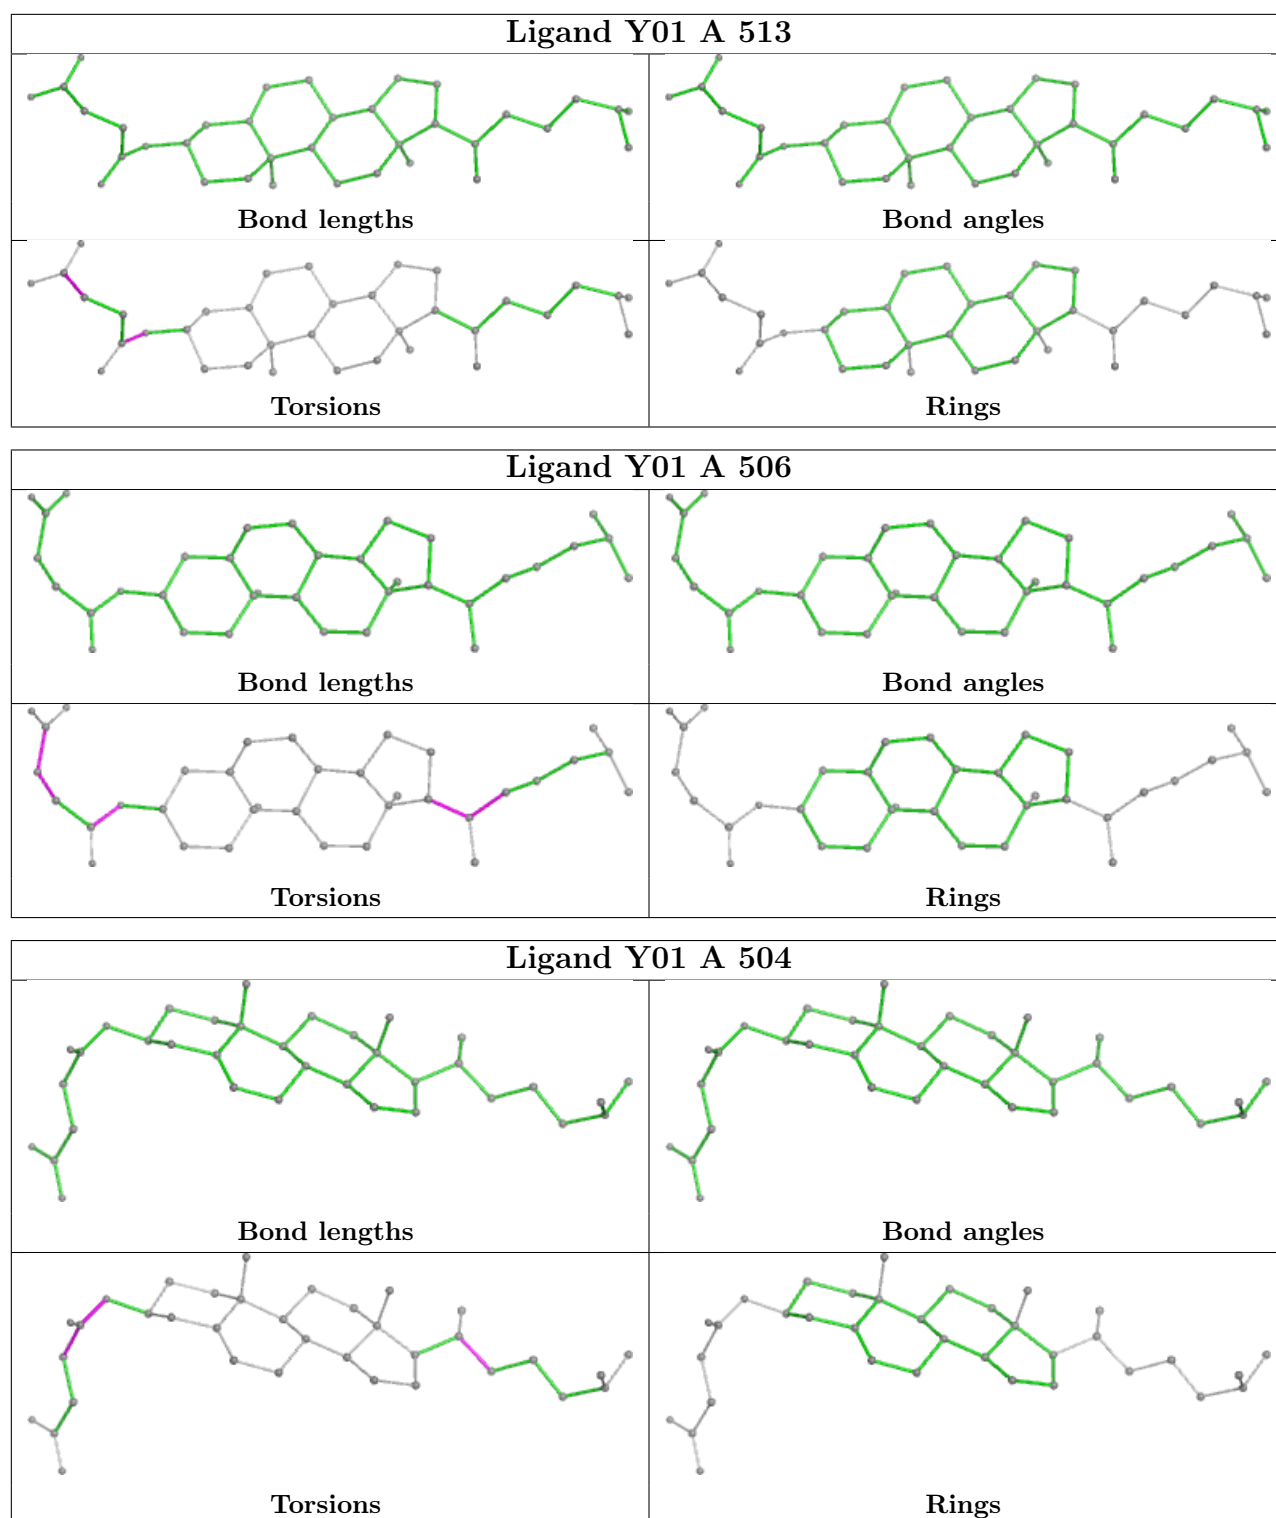 Ligand Y01 A 513
Bond lengths
Bond angles
Torsions
Rings
Ligand Y01 A 506
Bond lengths
Bond angles
Torsions
Rings
Ligand Y01 A 504
Bond lengths
Bond angles
Torsions
Rings